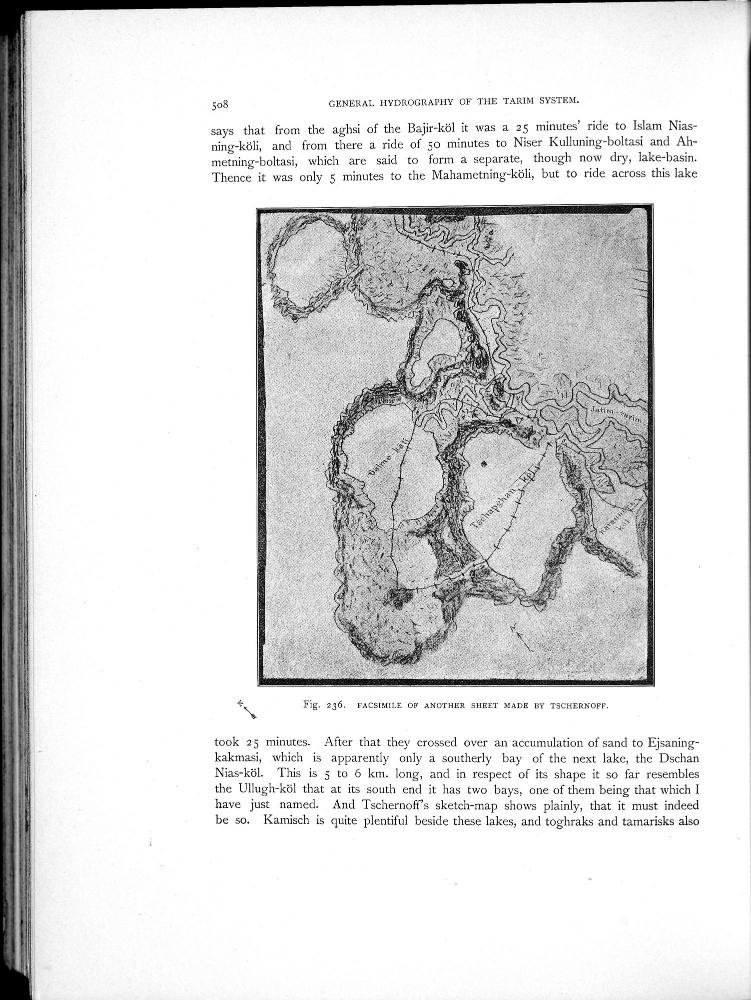 508
GENERAL HYDROGRAPHY OF THE TARIM SYSTEM.
says that from the aghsi of the Bajir-köl it was a 25 minutes' ride to Islam Nias-
ning-köli, and from there a ride of 50 minutes to Niser Kulluning-boltasi and Ah-
metning-boltasi, which are said to form a separate, though now dry, lake-basin.
Thence it was only 5 minutes to the Mahametning-köli, but to ride across this lake
Jatim-tarim
Tschapghan köl
köl
Fig. 236. FACSIMILE OF ANOTHER SHEET MADE BY TSCHERNOFF.
took 25 minutes. After that they crossed over an accumulation of sand to Ejsaning-
kakmasi, which is apparently only a southerly bay of the next lake, the Dschan
Nias-köl. This is 5 to 6 km. long, and in respect of its shape it so far resembles
the Ullugh-köl that at its south end it has two bays, one of them being that which I
have just named. And Tschernoff's sketch-map shows plainly, that it must indeed
be so. Kamisch is quite plentiful beside these lakes, and toghraks and tamarisks also